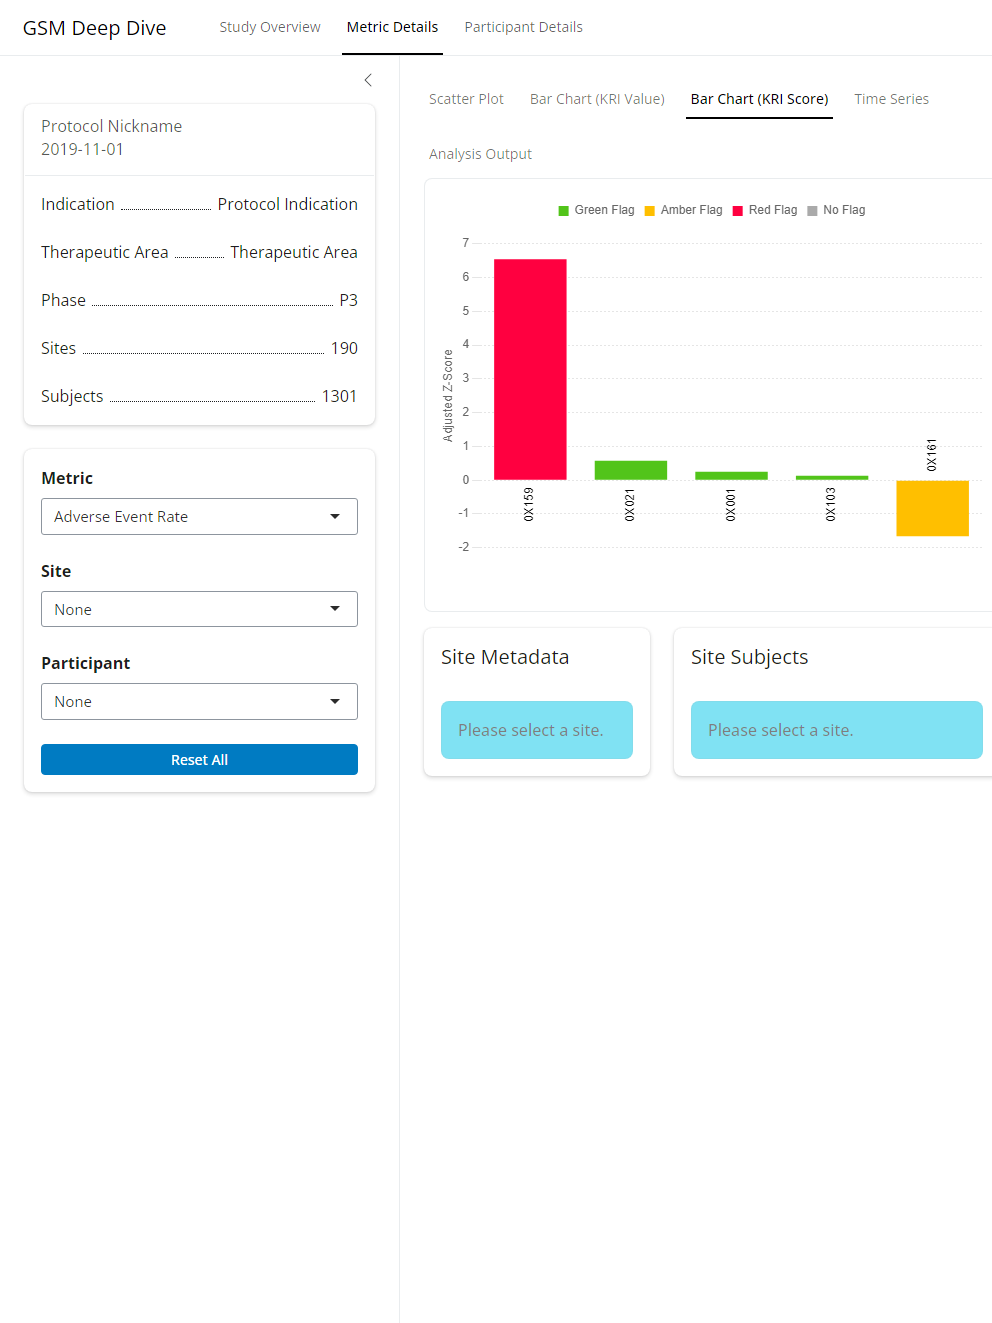 GSM Deep Dive
Study Overview
Metric Details
Participant Details
Protocol Nickname
2019-11-01
Indication Protocol Indication
Therapeutic Area Therapeutic Area
Phase P3
Sites 190
Subjects 1301
Metric
Adverse Event Rate
Site
None
Participant
None
Reset All
Scatter Plot
Bar Chart (KRI Value)
Bar Chart (KRI Score)
Time Series
Analysis Output
Green Flag
Amber Flag
Red Flag
No Flag
Adjusted Z-Score
7
6
5
4
3
2
1
0
-1
-2
0X159
0X021
0X001
0X103
0X161
Site Metadata
Please select a site.
Site Subjects
Please select a site.